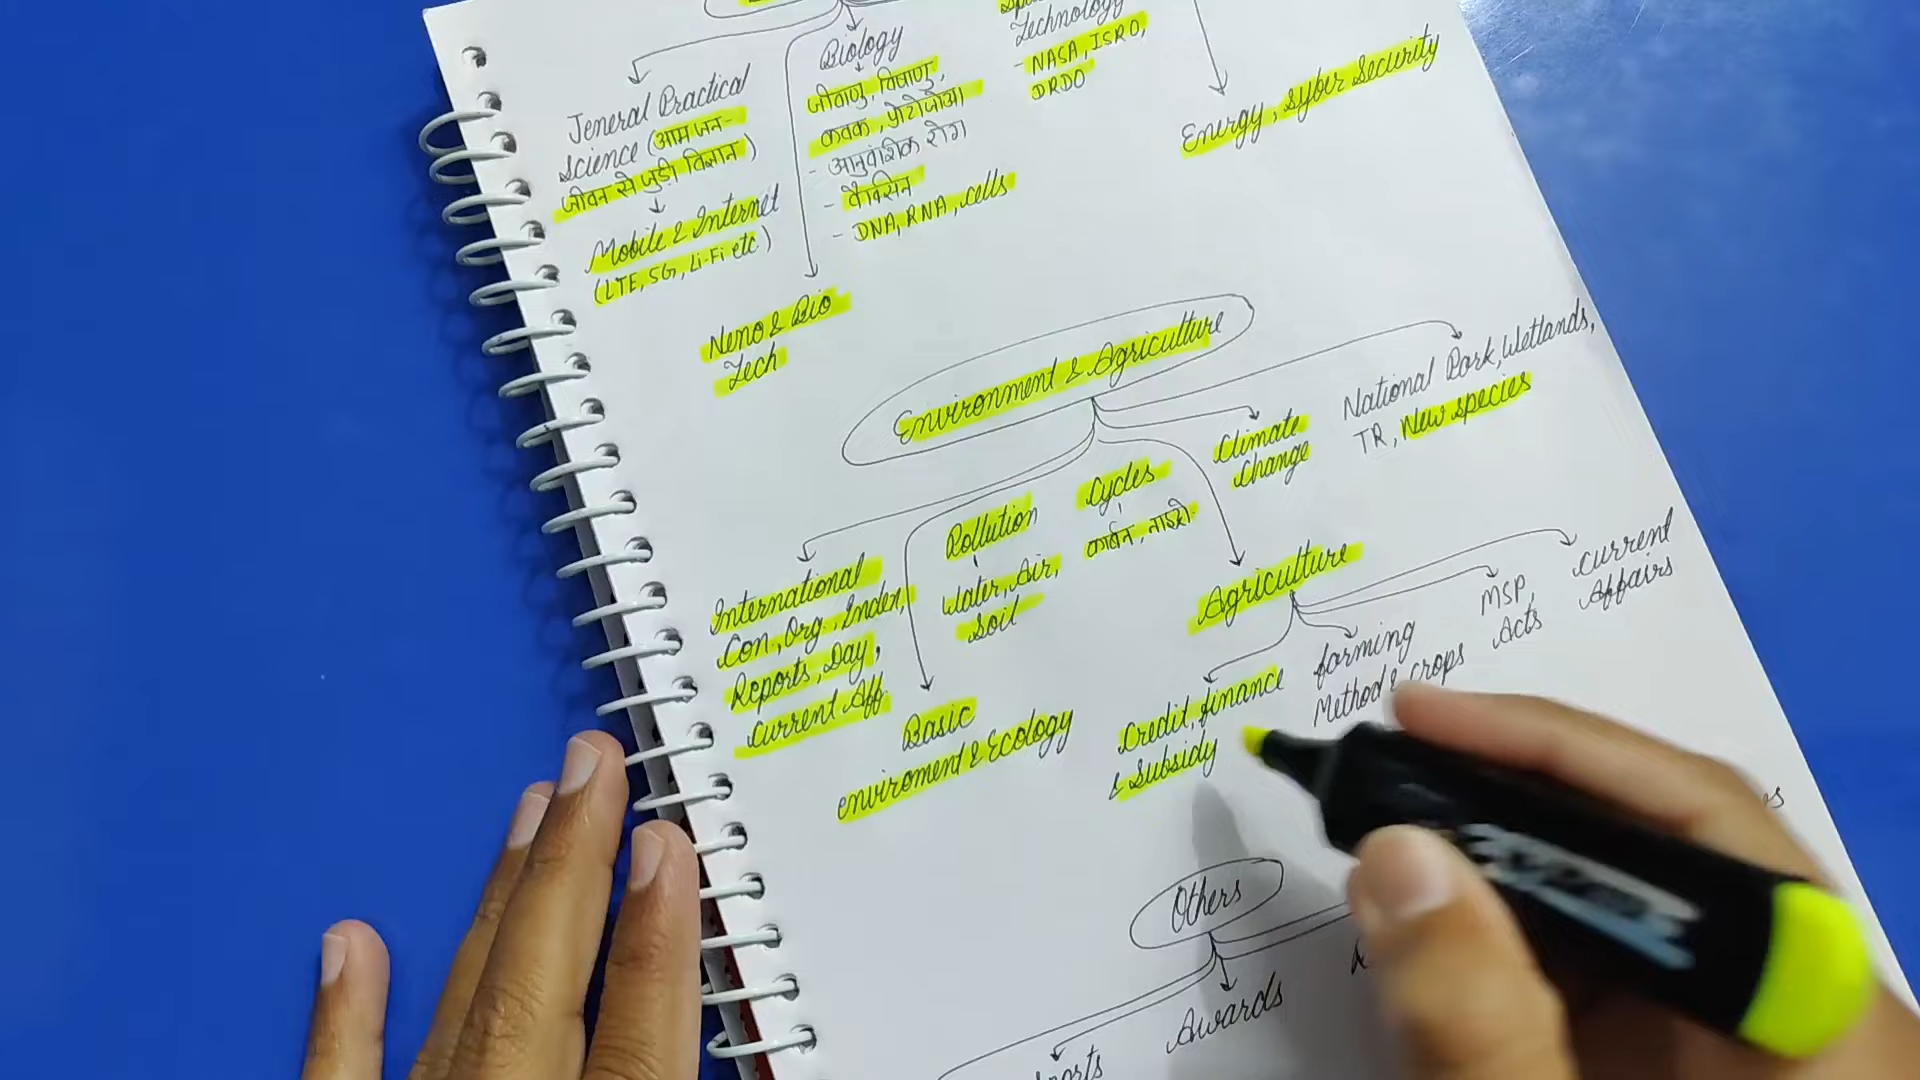 Jeneral Practical
Science (आम जन-
जीवन से जुड़ी विज्ञान)
Mobile & Internet
(LTE, 5G, Li-Fi etc)
Biology
जीवाणु, विषाणु,
कवक, प्रोटोजोआ
- आनुवंशिक रोग
- वैक्सिन
- DNA, RNA, cells
Technology
- NASA, ISRO,
DRDO
Energy, syber Security
Neno & Bio
Tech
Environment & Agriculture
National Park, Wetlands,
TR, New species
Climate
change
Cycles
कार्बन, नाइट्रो.
Pollution
Water, Air,
Soil
International
Con., Org., Index,
Reports, Day,
Current Aff.
Basic
enviroment & Ecology
Agriculture
Credit, finance
& Subsidy
farming
Method & crops
MSP,
Acts
current
Affairs
Others
Awards